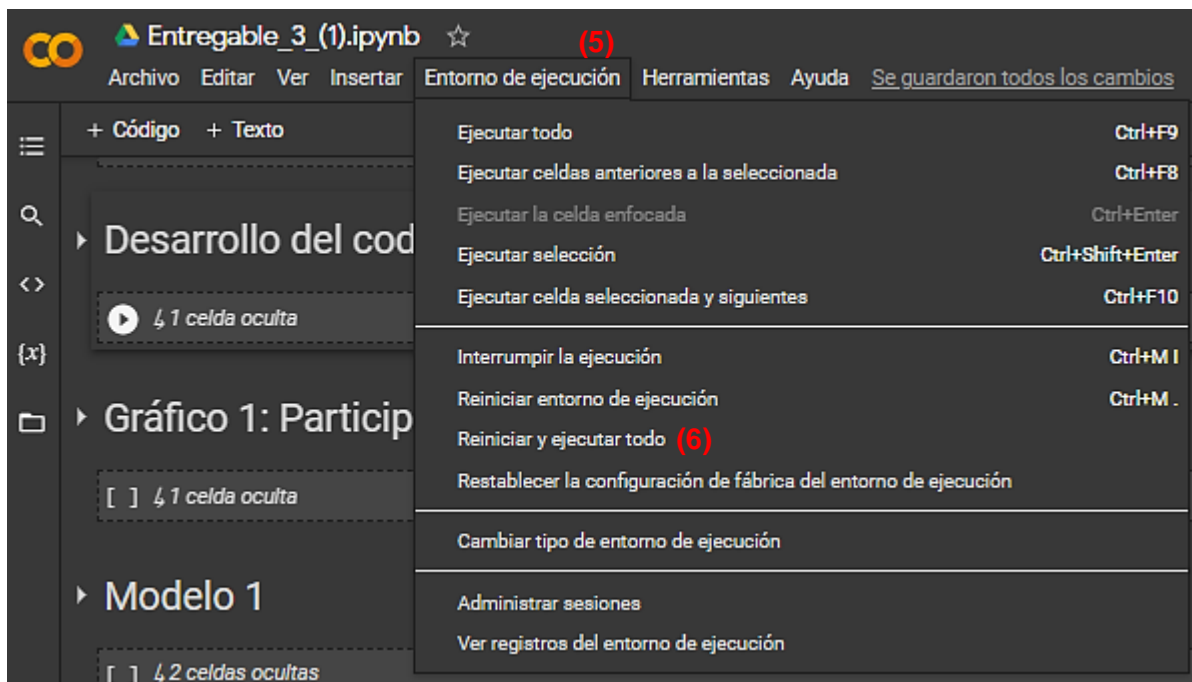 CO Entregable_3_(1).ipynb
(5)
Archivo Editar Ver Insertar Entorno de ejecución Herramientas Ayuda Se guardaron todos los cambios
+ Código + Texto
Ejecutar todo Ctrl+F9
Ejecutar celdas anteriores a la seleccionada Ctrl+F8
Ejecutar la celda enfocada Ctrl+Enter
Desarrollo del cod
Ejecutar selección Ctrl+Shift+Enter
Ejecutar celda seleccionada y siguientes Ctrl+F10
↳ 1 celda oculta
{x}
Interrumpir la ejecución Ctrl+M I
Reiniciar entorno de ejecución Ctrl+M .
Gráfico 1: Particip
Reiniciar y ejecutar todo (6)
Restablecer la configuración de fábrica del entorno de ejecución
[ ] ↳ 1 celda oculta
Cambiar tipo de entorno de ejecución
Modelo 1
Administrar sesiones
Ver registros del entorno de ejecución
[ ] ↳ 2 celdas ocultas